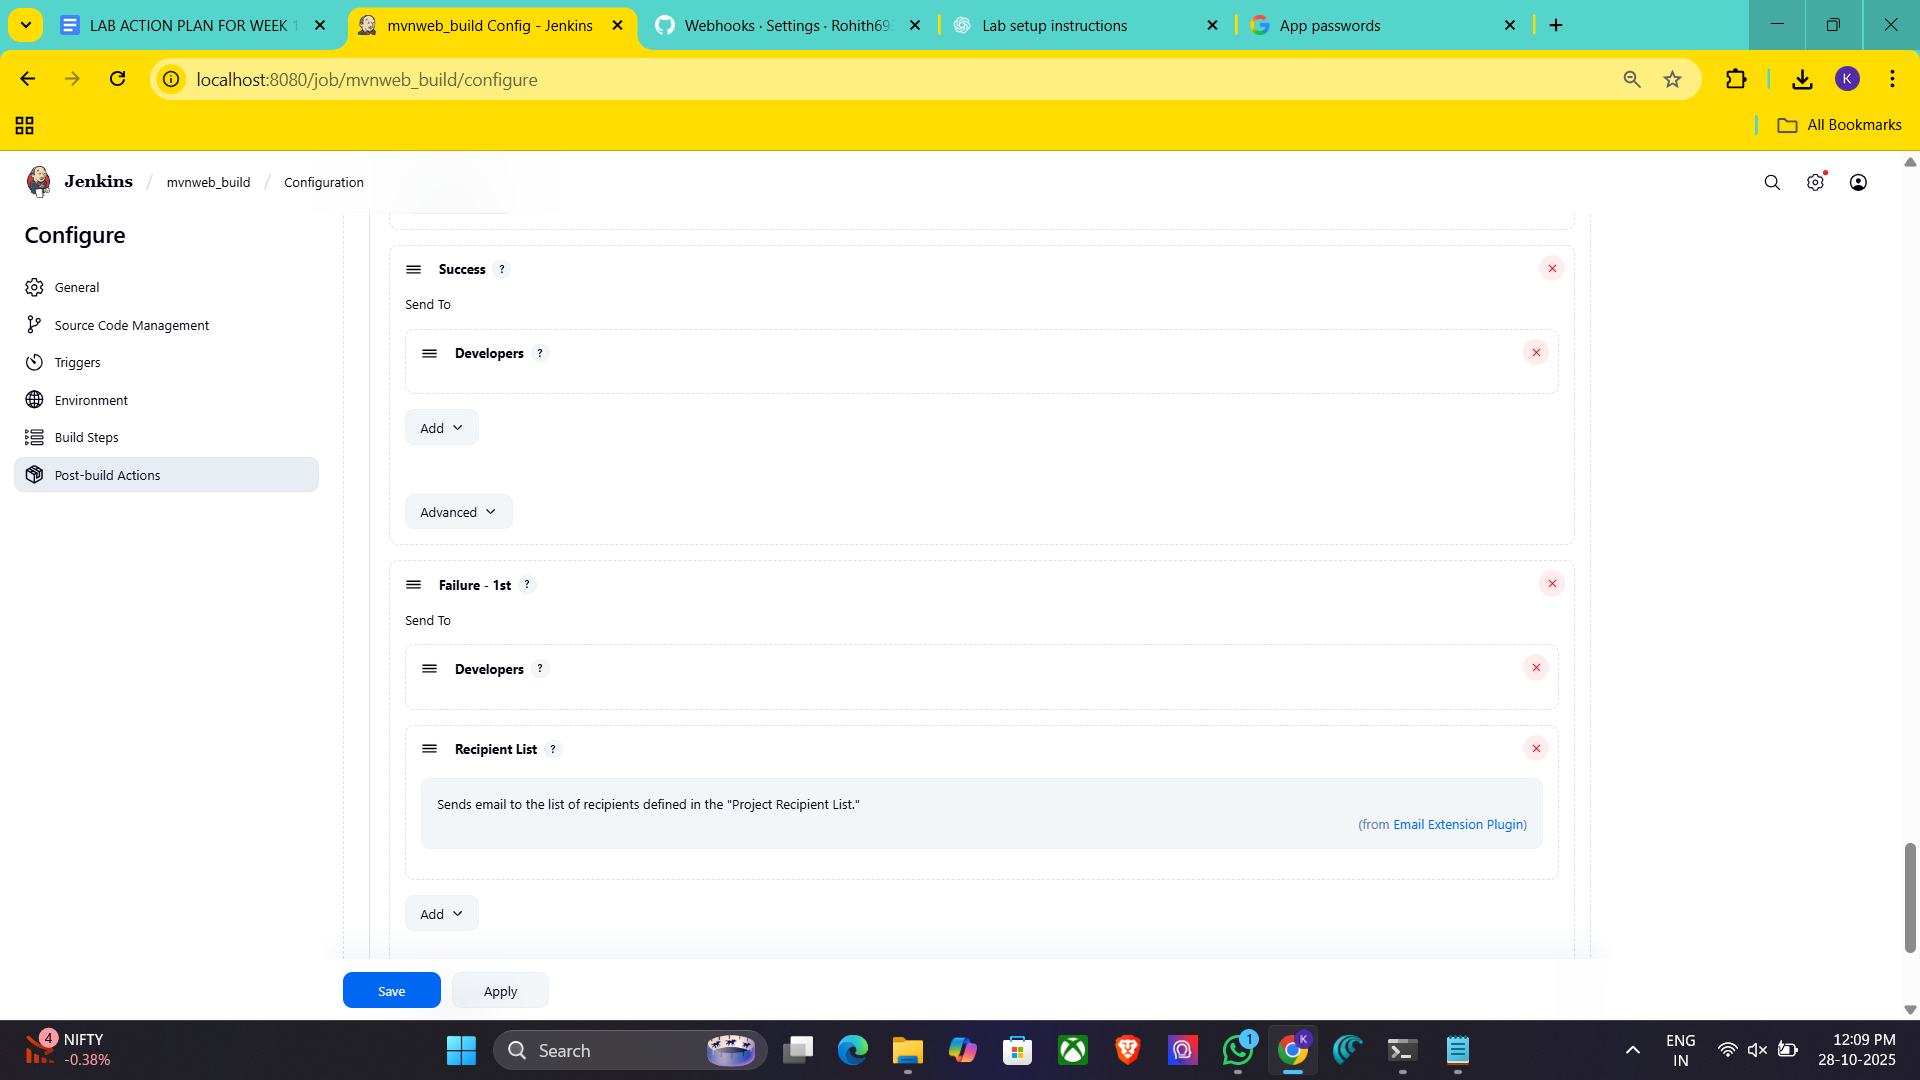 LAB ACTION PLAN FOR WEEK 1
mvnweb_build Config - Jenkins
Webhooks · Settings · Rohith69
Lab setup instructions
App passwords
localhost:8080/job/mvnweb_build/configure
K
All Bookmarks
Jenkins / mvnweb_build / Configuration
Configure
General
Source Code Management
Triggers
Environment
Build Steps
Post-build Actions
Success ?
Send To
Developers ?
Add
Advanced
Failure - 1st ?
Send To
Developers ?
Recipient List ?
Sends email to the list of recipients defined in the "Project Recipient List."
(from Email Extension Plugin)
Add
Save
Apply
4
NIFTY
-0.38%
Search
1
K
ENG
IN
12:09 PM
28-10-2025